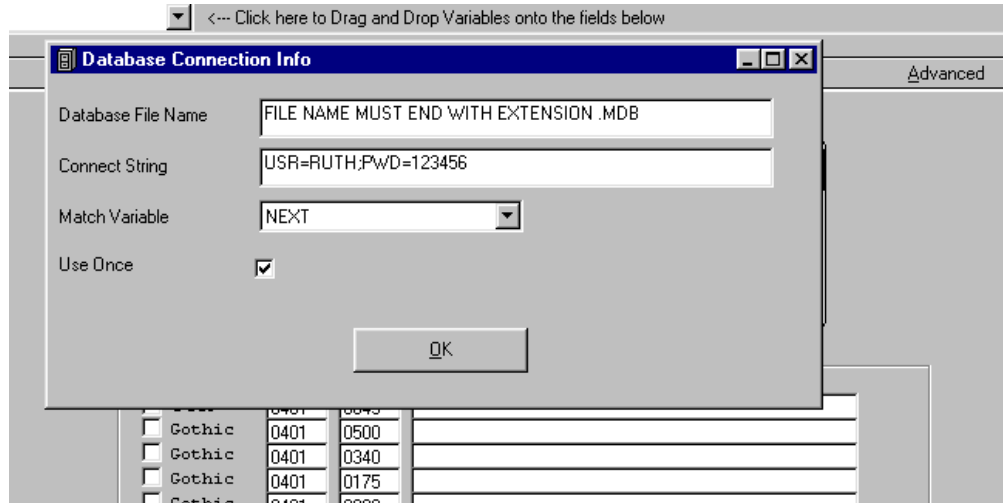 <--- Click here to Drag and Drop Variables onto the fields below
Database Connection Info
Advanced
Database File Name FILE NAME MUST END WITH EXTENSION .MDB
Connect String USR=RUTH;PWD=123456
Match Variable NEXT
Use Once
OK
Gothic 0401 0500
Gothic 0401 0340
Gothic 0401 0175